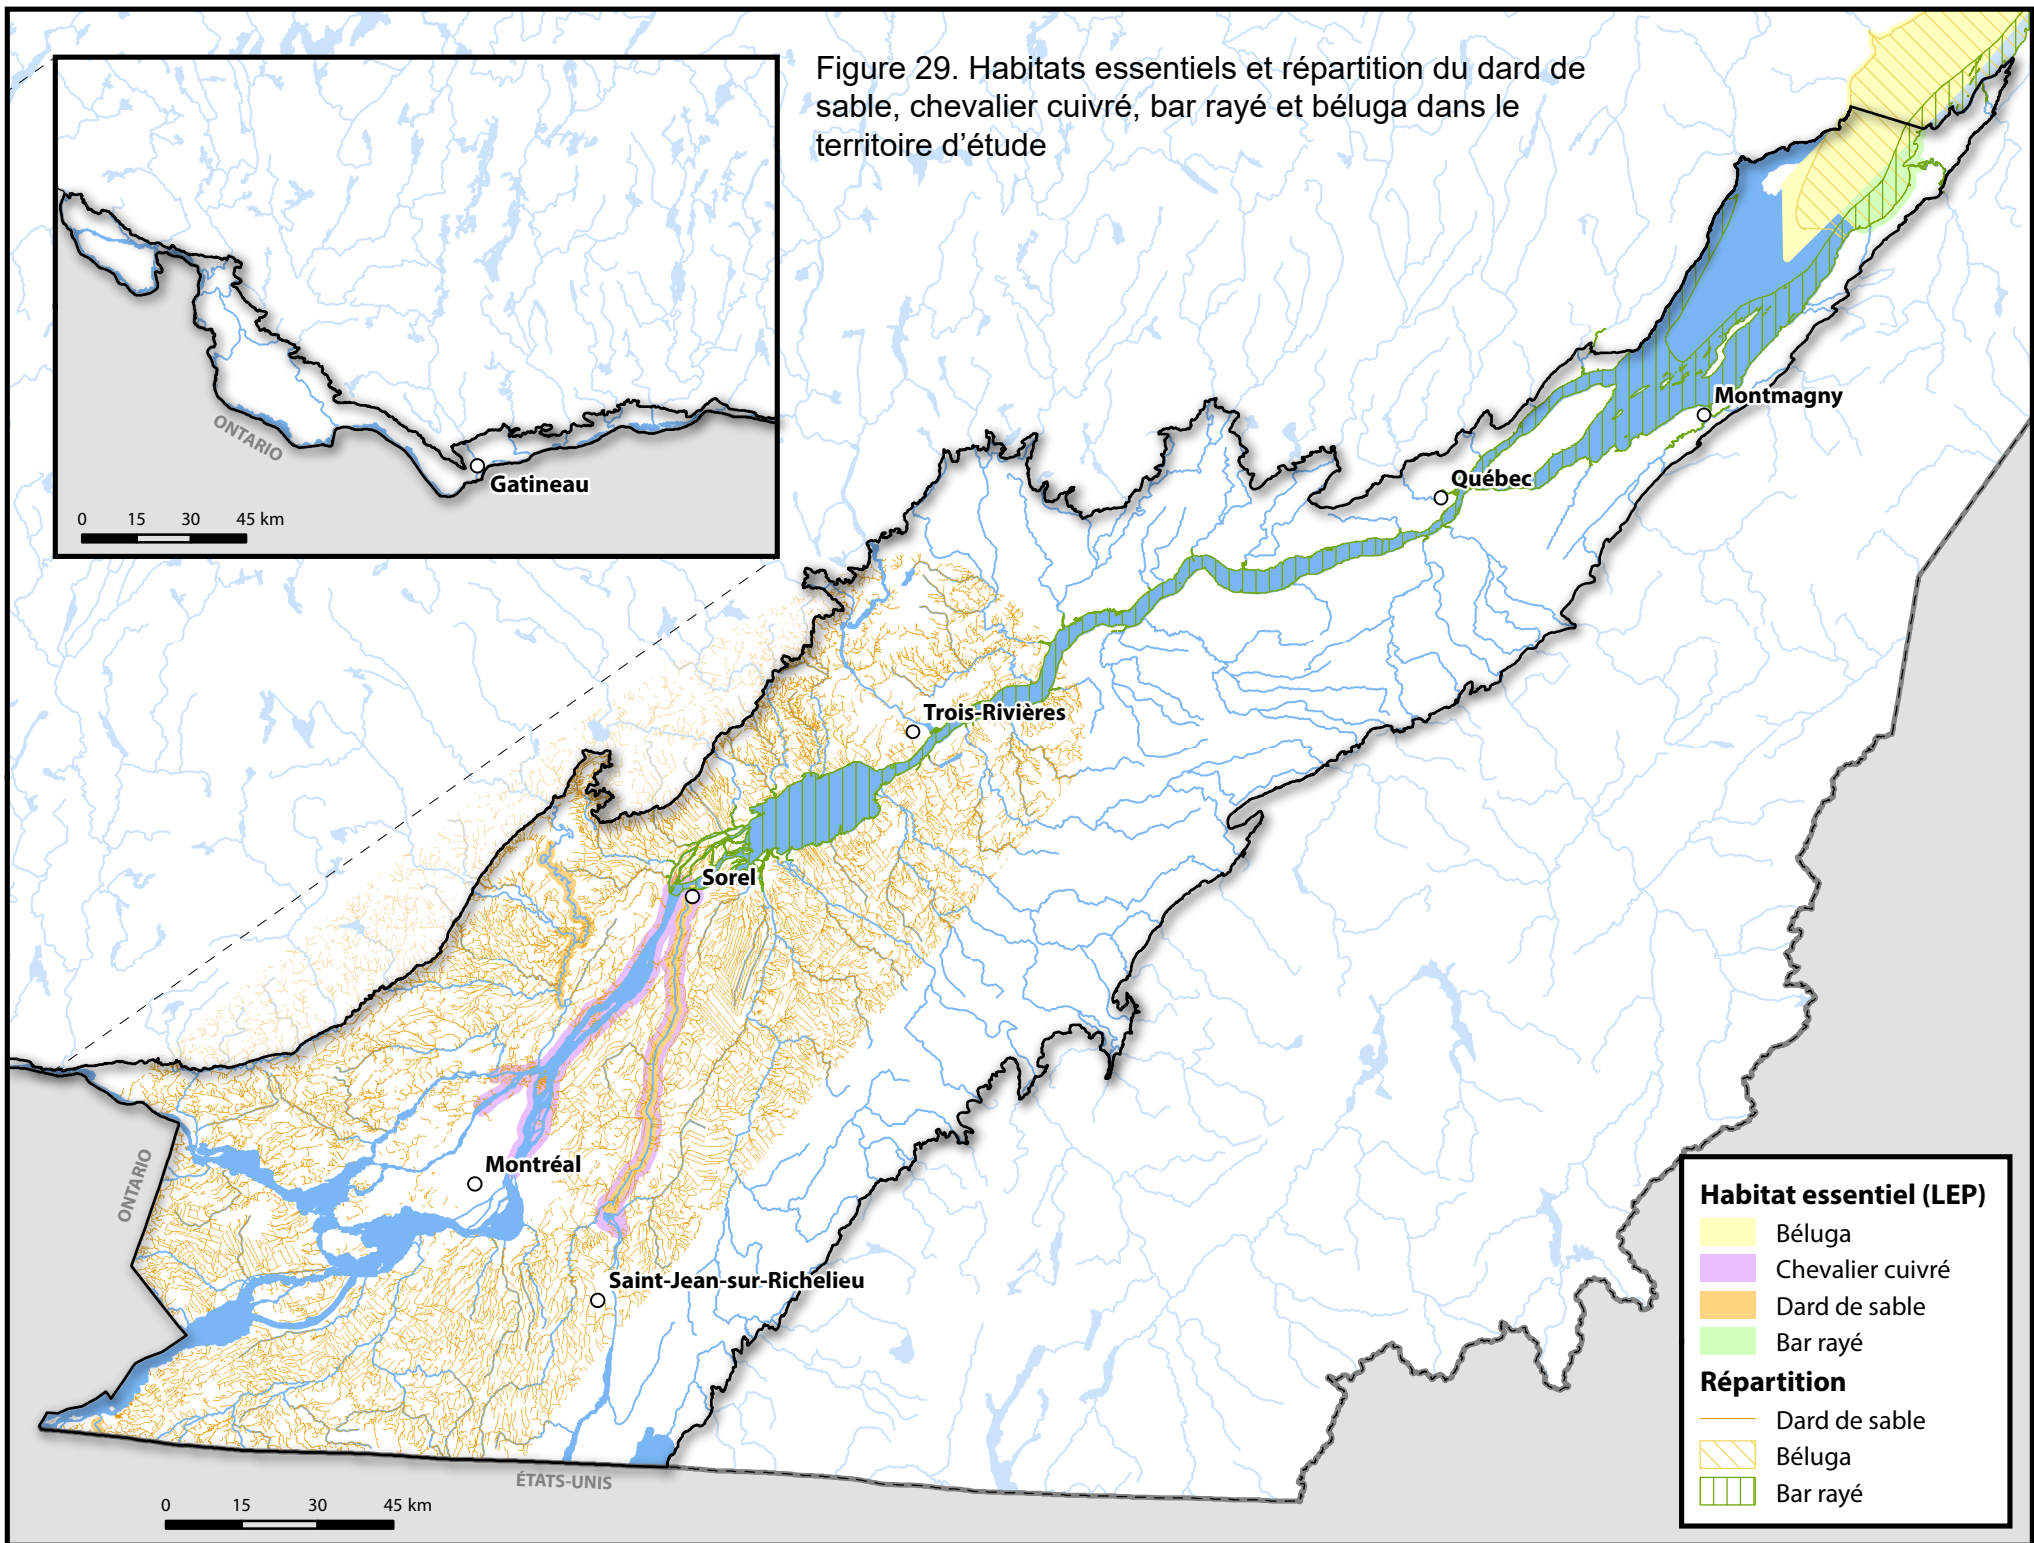 Figure 29. Habitats essentiels et répartition du dard de
sable, chevalier cuivré, bar rayé et béluga dans le
territoire d'étude
ONTARIO
Gatineau
0 15 30 45 km
Montmagny
Québec
Trois-Rivières
Sorel
Montréal
ONTARIO
Saint-Jean-sur-Richelieu
ÉTATS-UNIS
0 15 30 45 km
Habitat essentiel (LEP)
Béluga
Chevalier cuivré
Dard de sable
Bar rayé
Répartition
Dard de sable
Béluga
Bar rayé